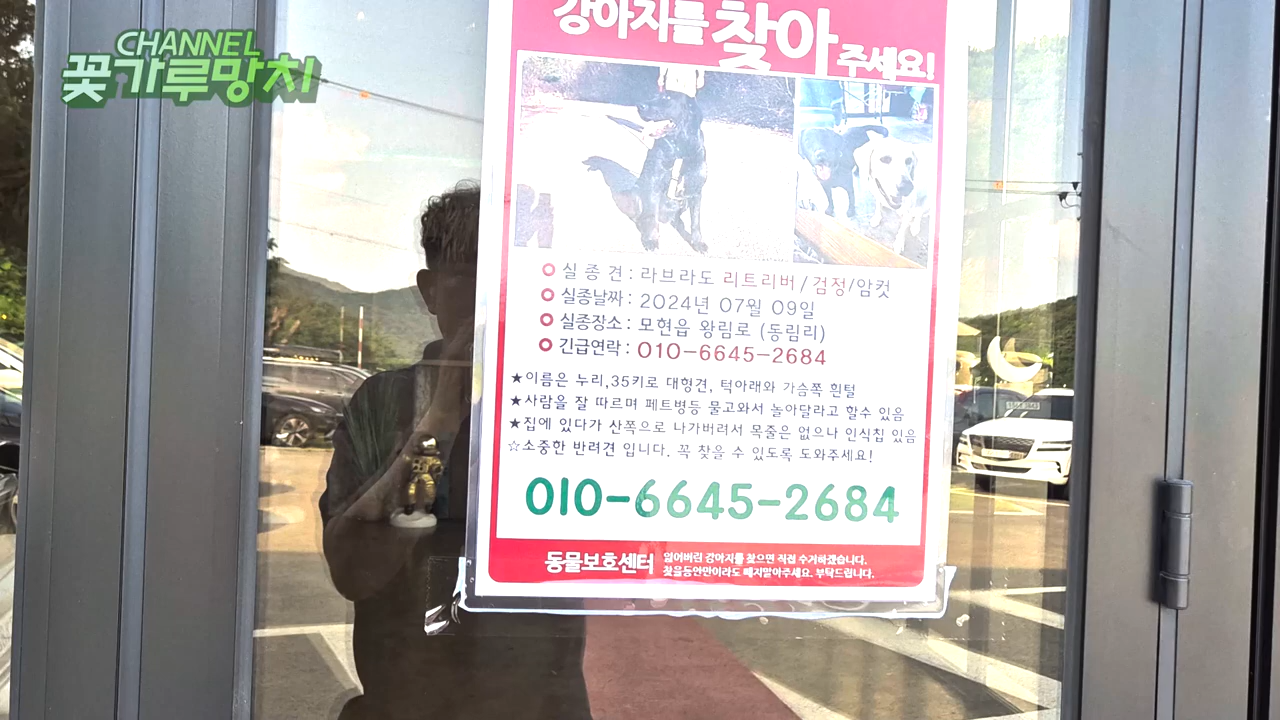 CHANNEL
꽃가루망치
강아지를 찾아 주세요!
실 종 견 : 라브라도 리트리버/검정/암컷
실종날짜 : 2024년 07월 09일
실종장소 : 모현읍 왕림로 (동림리)
긴급연락 : 010-6645-2684
★이름은 누리,35키로 대형견, 턱아래와 가슴쪽 흰털
★사람을 잘 따르며 페트병등 물고와서 놀아달라고 할수 있음
★집에 있다가 산쪽으로 나가버려서 목줄은 없으나 인식칩 있음
☆소중한 반려견 입니다. 꼭 찾을 수 있도록 도와주세요!
010-6645-2684
동물보호센터
잃어버린 강아지를 찾으면 직접 수거하겠습니다.
찾을동안만이라도 떼지말아주세요. 부탁드립니다.